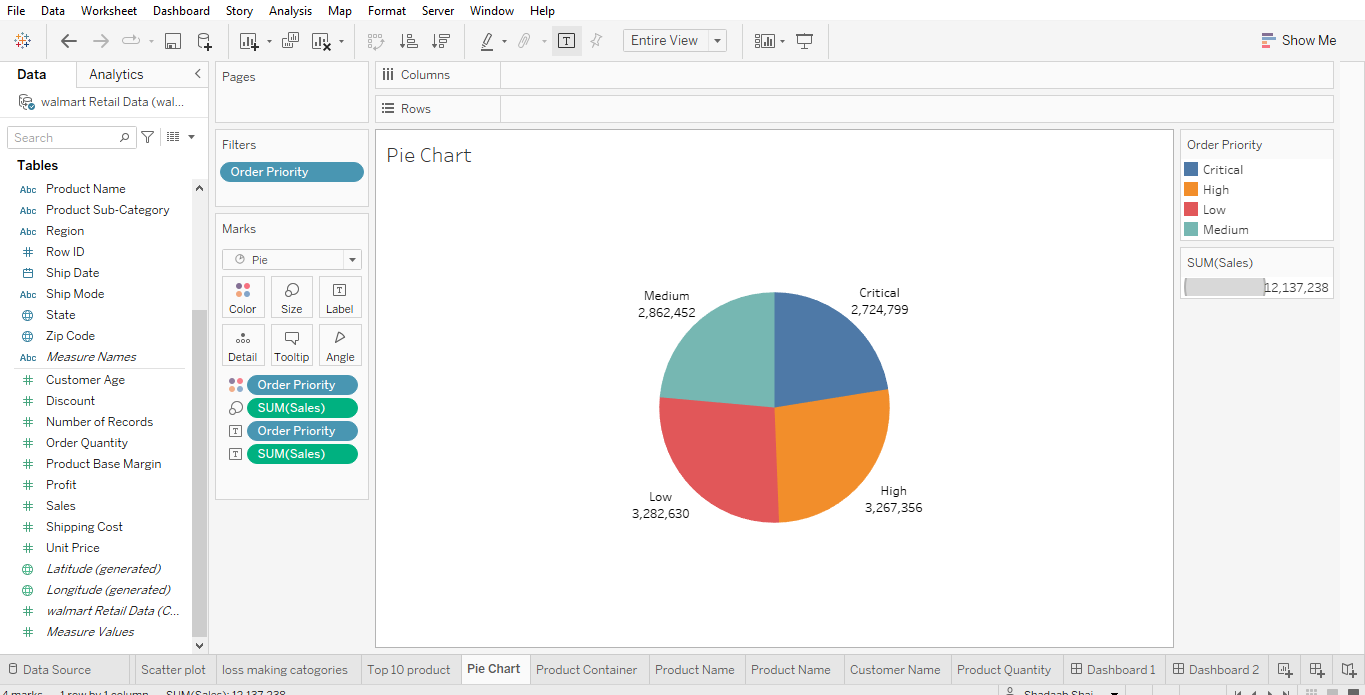 File Data Worksheet Dashboard Story Analysis Map Format Server Window Help
Entire View
Show Me
Data Analytics
walmart Retail Data (wal...
Search
Tables
Abc Product Name
Abc Product Sub-Category
Abc Region
# Row ID
Ship Date
Abc Ship Mode
State
Zip Code
Abc Measure Names
# Customer Age
# Discount
# Number of Records
# Order Quantity
# Product Base Margin
# Profit
# Sales
# Shipping Cost
# Unit Price
Latitude (generated)
Longitude (generated)
# walmart Retail Data (C...
# Measure Values
Pages
Filters
Order Priority
Marks
Pie
Color Size Label
Detail Tooltip Angle
Order Priority
SUM(Sales)
Order Priority
SUM(Sales)
Columns
Rows
Pie Chart
Medium
2,862,452
Critical
2,724,799
Low
3,282,630
High
3,267,356
Order Priority
Critical
High
Low
Medium
SUM(Sales)
12,137,238
Data Source Scatter plot loss making catogories Top 10 product Pie Chart Product Container Product Name Product Name Customer Name Product Quantity Dashboard 1 Dashboard 2
4 marks 1 row by 1 column SUM(Sales): 12,137,238 Shadaab Shai...